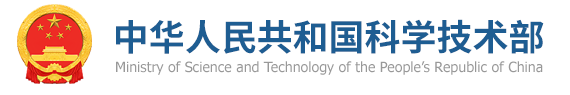 中华人民共和国科学技术部
Ministry of Science and Technology of the People's Republic of China